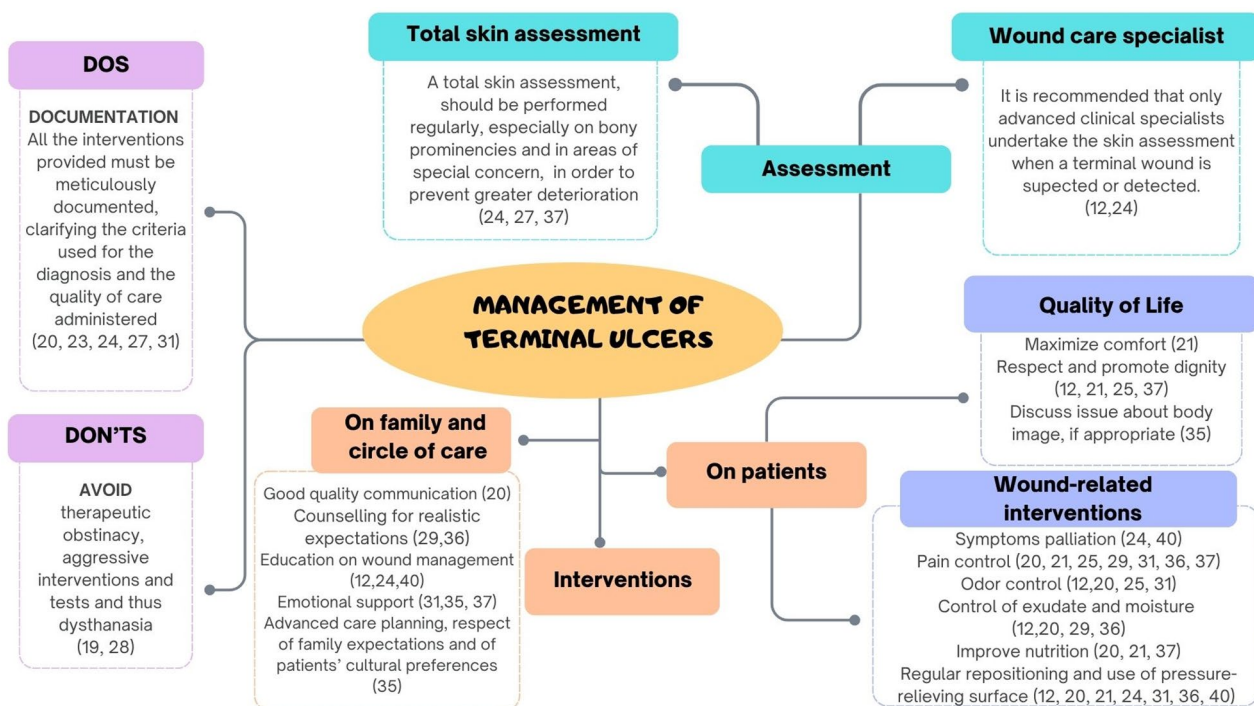 DOS
DOCUMENTATION
All the interventions
provided must be
meticulously
documented,
clarifying the criteria
used for the
diagnosis and the
quality of care
administered
(20, 23, 24, 27, 31)
DON'TS
AVOID
therapeutic
obstinacy,
aggressive
interventions and
tests and thus
dysthanasia
(19, 28)
Total skin assessment
A total skin assessment,
should be performed
regularly, especially on bony
prominencies and in areas of
special concern, in order to
prevent greater deterioration
(24, 27, 37)
Assessment
Wound care specialist
It is recommended that only
advanced clinical specialists
undertake the skin assessment
when a terminal wound is
supected or detected.
(12,24)
MANAGEMENT OF
TERMINAL ULCERS
On family and
circle of care
Good quality communication (20)
Counselling for realistic
expectations (29,36)
Education on wound management
(12,24,40)
Emotional support (31,35, 37)
Advanced care planning, respect
of family expectations and of
patients' cultural preferences
(35)
Interventions
On patients
Quality of Life
Maximize comfort (21)
Respect and promote dignity
(12, 21, 25, 37)
Discuss issue about body
image, if appropriate (35)
Wound-related
interventions
Symptoms palliation (24, 40)
Pain control (20, 21, 25, 29, 31, 36, 37)
Odor control (12,20, 25, 31)
Control of exudate and moisture
(12,20, 29, 36)
Improve nutrition (20, 21, 37)
Regular repositioning and use of pressure-
relieving surface (12, 20, 21, 24, 31, 36, 40)